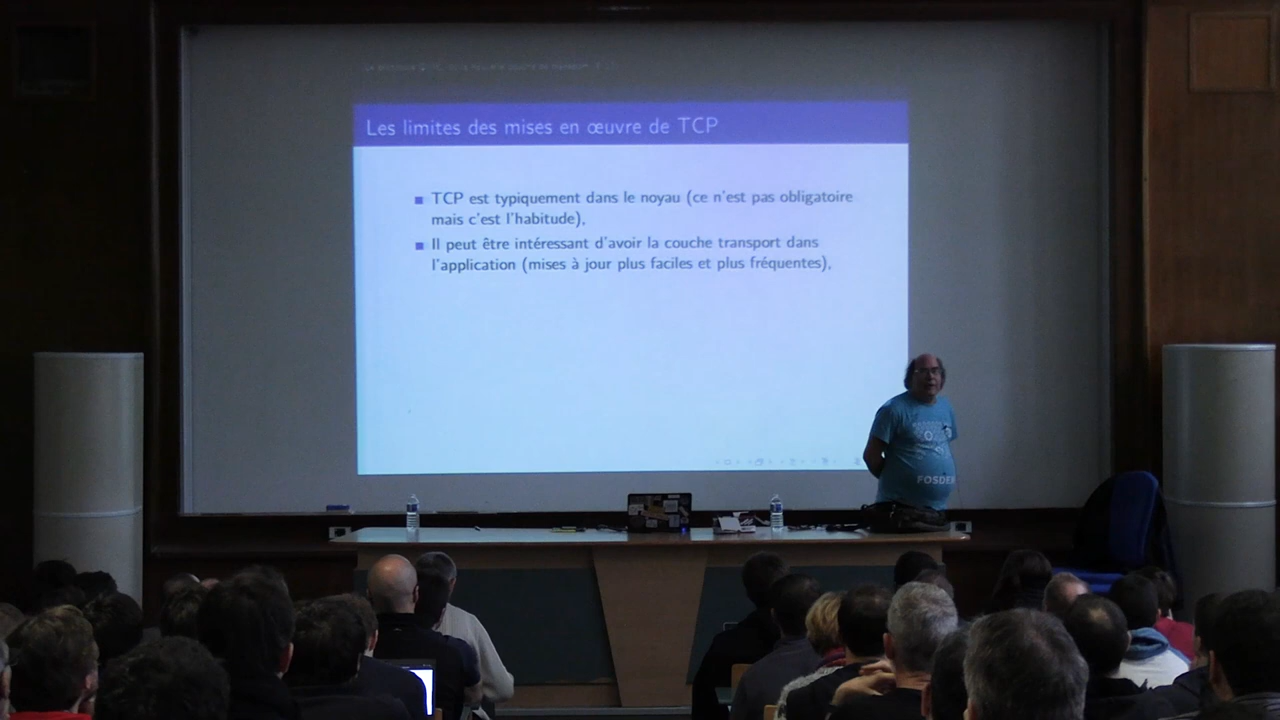 Les limites des mises en œuvre de TCP
TCP est typiquement dans le noyau (ce n'est pas obligatoire
mais c'est l'habitude),
Il peut être intéressant d'avoir la couche transport dans
l'application (mises à jour plus faciles et plus fréquentes),
FOSDEM